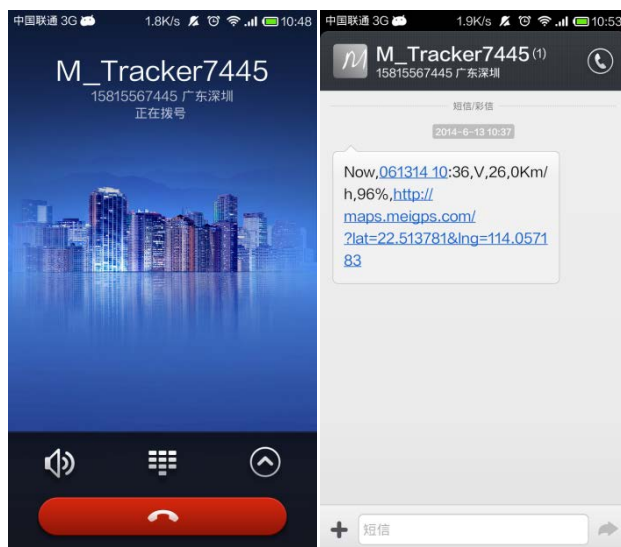 中国联通 3G 1.8K/s 10:48
M_Tracker7445
15815567445 广东深圳
正在拨号
中国联通 3G 1.9K/s 10:53
M_Tracker7445 (1)
15815567445 广东深圳
短信/彩信
2014-6-13 10:37
Now,061314 10:36,V,26,0Km/
h,96%,http://
maps.meigps.com/
?lat=22.513781&lng=114.0571
83
短信